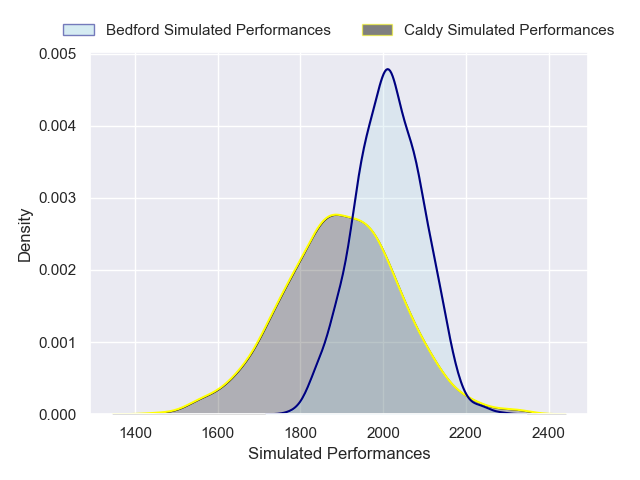 Bedford Simulated Performances Caldy Simulated Performances
0.005
0.004
0.003
0.002
0.001
0.000
Density
1400 1600 1800 2000 2200 2400
Simulated Performances